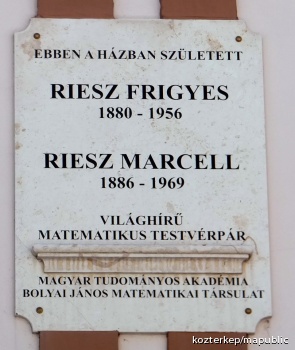 EBBEN A HÁZBAN SZÜLETETT
RIESZ FRIGYES
1880 - 1956
RIESZ MARCELL
1886 - 1969
VILÁGHÍRŰ
MATEMATIKUS TESTVÉRPÁR
MAGYAR TUDOMÁNYOS AKADÉMIA
BOLYAI JÁNOS MATEMATIKAI TÁRSULAT
kozterkep/mapublic